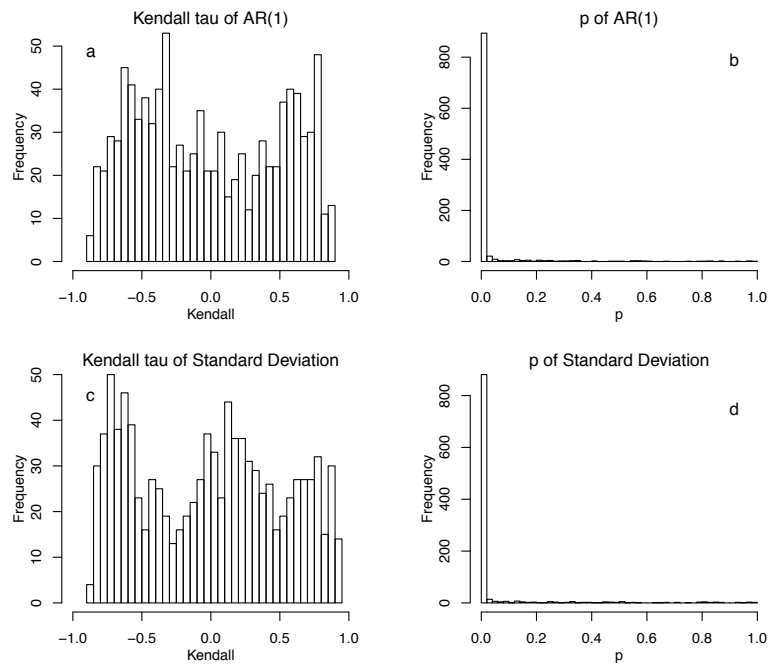 Kendall tau of AR(1)
a
Frequency
0 10 20 30 40 50
−1.0 −0.5 0.0 0.5 1.0
Kendall
p of AR(1)
b
Frequency
0 200 400 600 800
0.0 0.2 0.4 0.6 0.8 1.0
p
Kendall tau of Standard Deviation
c
Frequency
0 10 20 30 40 50
−1.0 −0.5 0.0 0.5 1.0
Kendall
p of Standard Deviation
d
Frequency
0 200 400 600 800
0.0 0.2 0.4 0.6 0.8 1.0
p